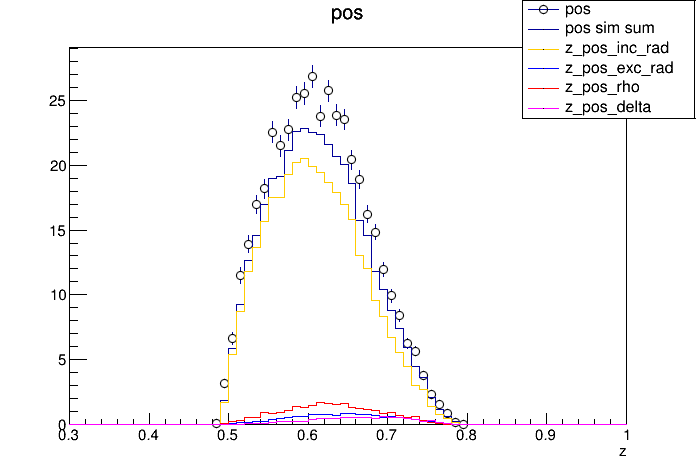 pos
pos
pos sim sum
z_pos_inc_rad
z_pos_exc_rad
z_pos_rho
z_pos_delta
25
20
15
10
5
0
0.3 0.4 0.5 0.6 0.7 0.8 0.9 1
z